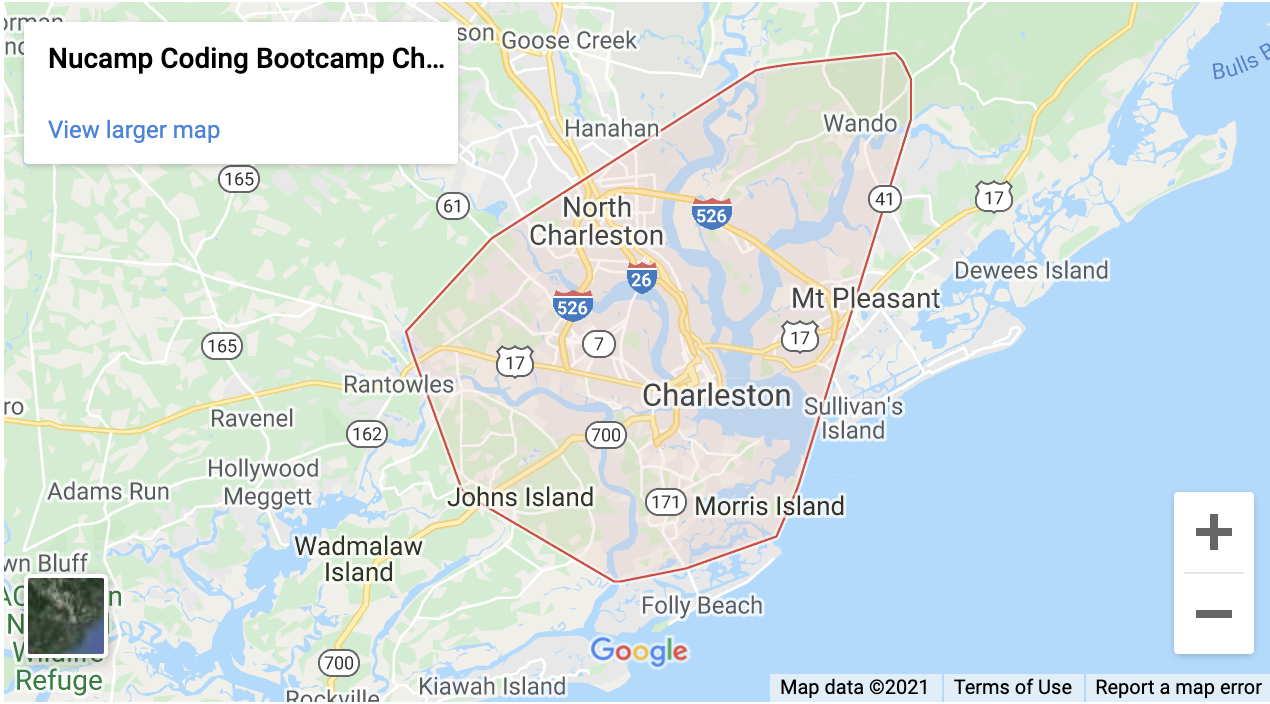 orman
son
Goose Creek
Nucamp Coding Bootcamp Ch...
View larger map
Bulls B
Hanahan
Wando
165
61
41
17
526
North
Charleston
26
Dewees Island
526
Mt Pleasant
17
7
165
17
Rantowles
Charleston
ro
Ravenel
Sullivan's
Island
162
700
Hollywood
Meggett
Adams Run
Johns Island
171
Morris Island
Wadmalaw
Island
wn Bluff
Folly Beach
Google
Wildlife
Refuge
700
Kiawah Island
Rockville
Map data ©2021
Terms of Use
Report a map error